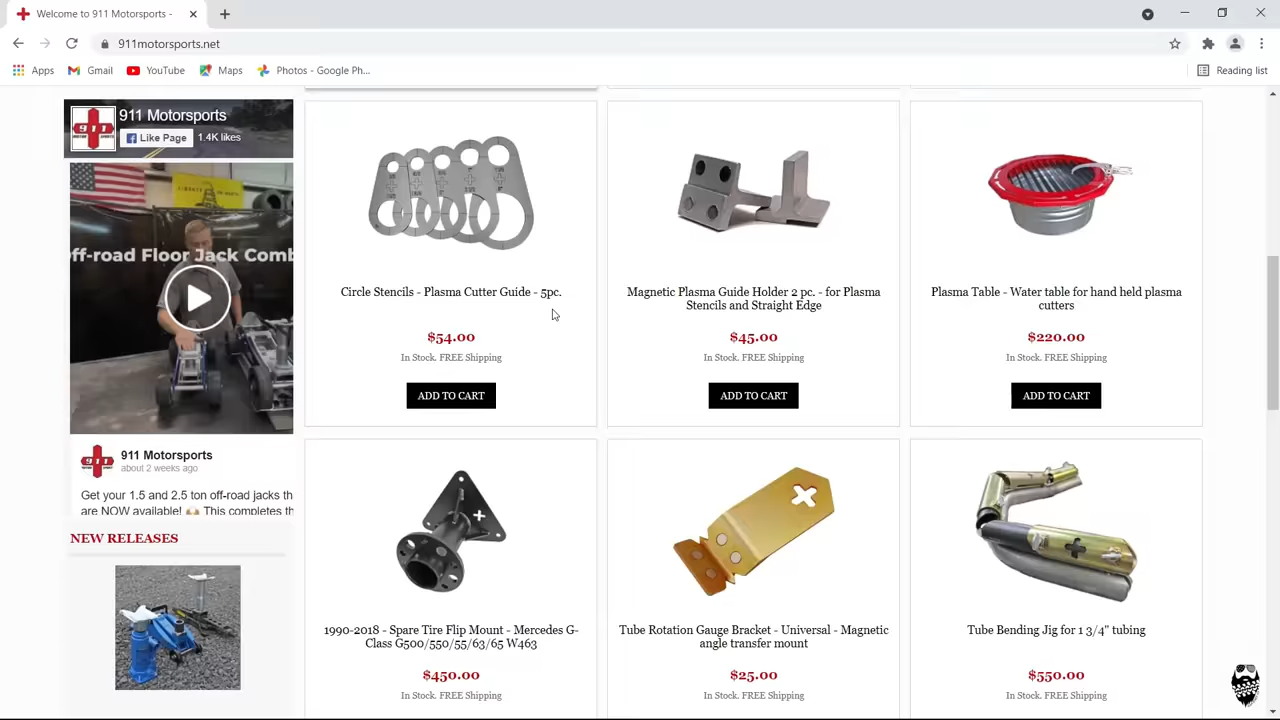 Welcome to 911 Motorsports -
911motorsports.net
Apps Gmail YouTube Maps Photos - Google Ph... Reading list
911 Motorsports
Like Page 1.4K likes
ff-road Floor Jack Comb
911 Motorsports
about 2 weeks ago
Get your 1.5 and 2.5 ton off-road jacks th
are NOW available! This completes th
NEW RELEASES
Circle Stencils - Plasma Cutter Guide - 5pc.
$54.00
In Stock. FREE Shipping
ADD TO CART
Magnetic Plasma Guide Holder 2 pc. - for Plasma
Stencils and Straight Edge
$45.00
In Stock. FREE Shipping
ADD TO CART
Plasma Table - Water table for hand held plasma
cutters
$220.00
In Stock. FREE Shipping
ADD TO CART
1990-2018 - Spare Tire Flip Mount - Mercedes G-
Class G500/550/55/63/65 W463
$450.00
In Stock. FREE Shipping
Tube Rotation Gauge Bracket - Universal - Magnetic
angle transfer mount
$25.00
In Stock. FREE Shipping
Tube Bending Jig for 1 3/4" tubing
$550.00
In Stock. FREE Shipping